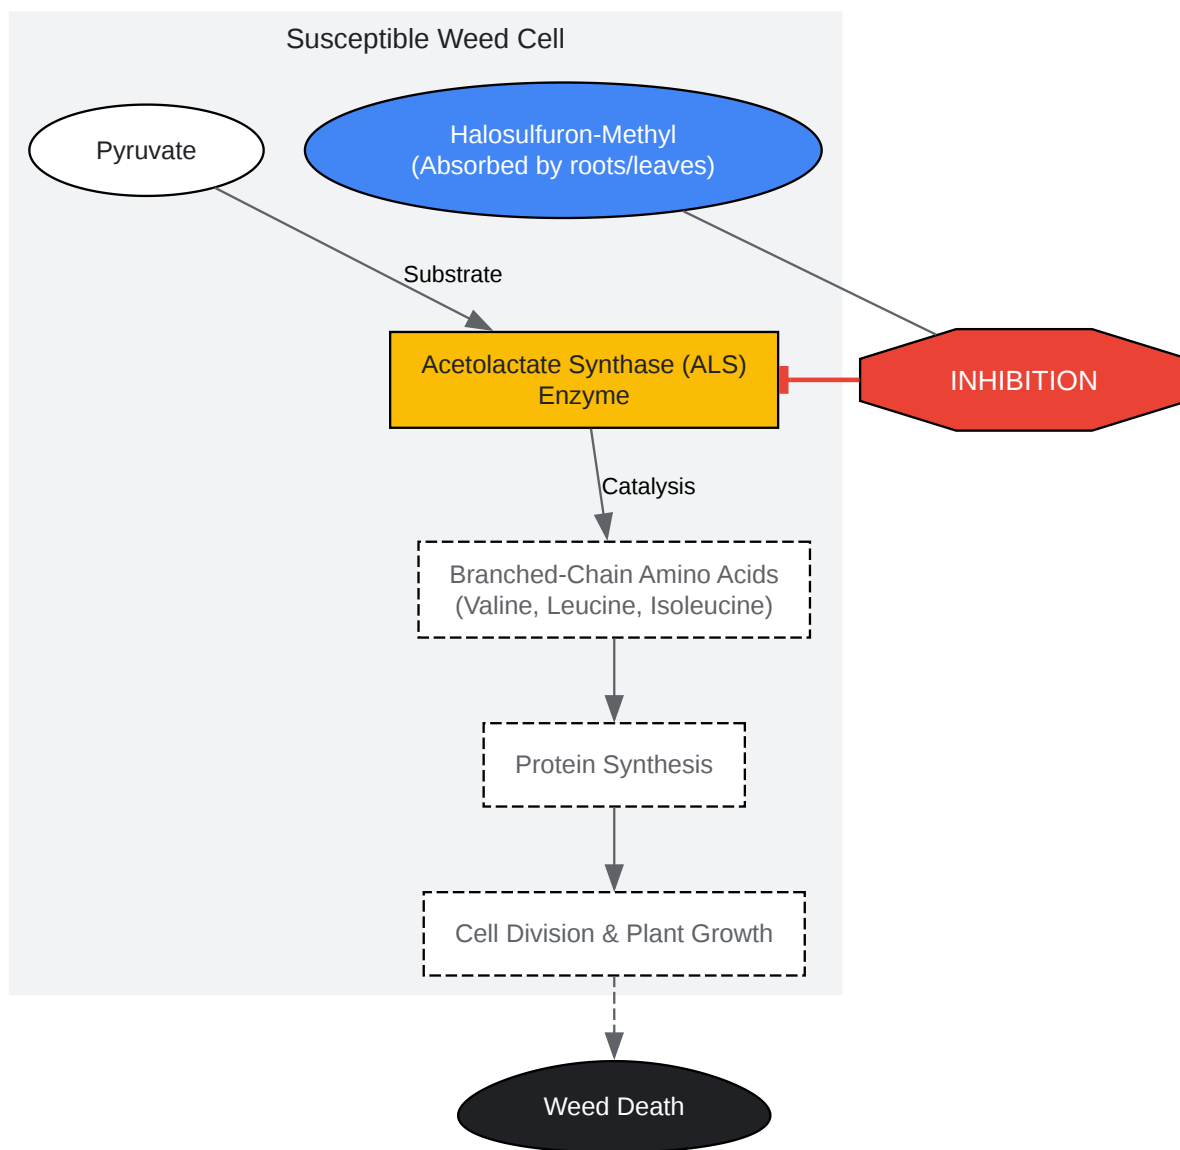 Susceptible Weed Cell
Pyruvate
Halosulfuron-Methyl
(Absorbed by roots/leaves)
Substrate
Acetolactate Synthase (ALS)
Enzyme
INHIBITION
Catalysis
Branched-Chain Amino Acids
(Valine, Leucine, Isoleucine)
Protein Synthesis
Cell Division & Plant Growth
Weed Death